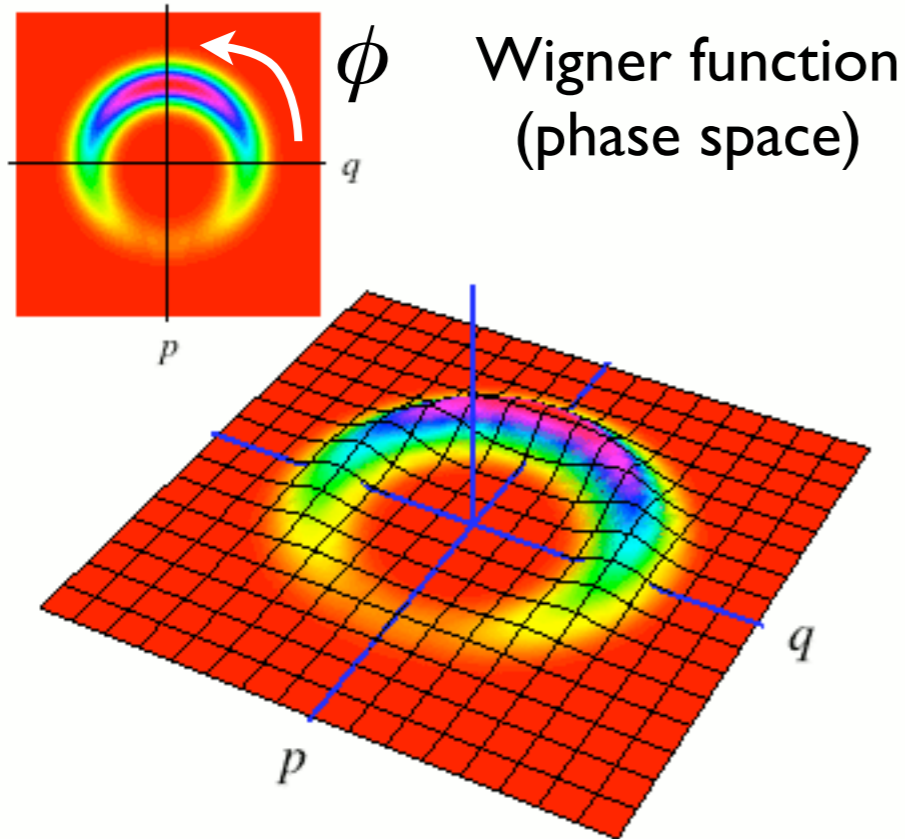 ϕ
Wigner function
(phase space)
q
p
q
p